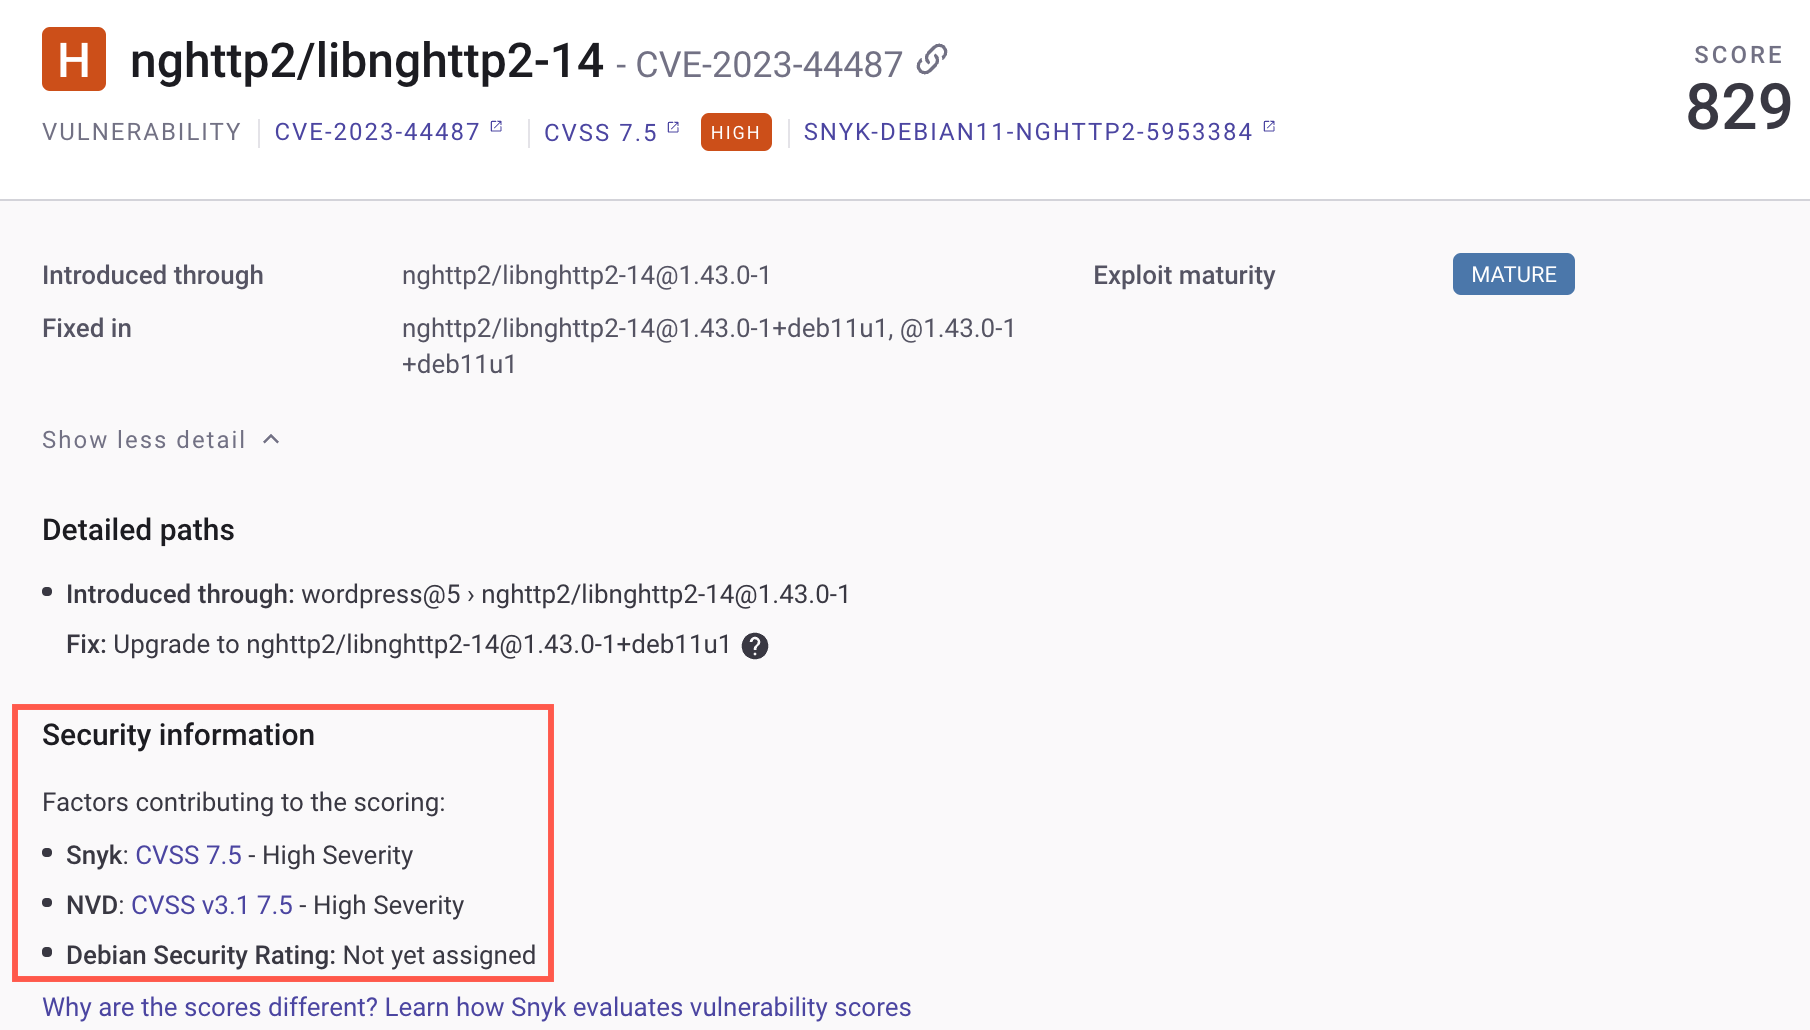 H nghttp2/libnghttp2-14 - CVE-2023-44487
SCORE
829
VULNERABILITY CVE-2023-44487 CVSS 7.5 HIGH SNYK-DEBIAN11-NGHTTP2-5953384
Introduced through nghttp2/libnghttp2-14@1.43.0-1 Exploit maturity MATURE
Fixed in nghttp2/libnghttp2-14@1.43.0-1+deb11u1, @1.43.0-1
+deb11u1
Show less detail
Detailed paths
• Introduced through: wordpress@5 › nghttp2/libnghttp2-14@1.43.0-1
Fix: Upgrade to nghttp2/libnghttp2-14@1.43.0-1+deb11u1 ?
Security information
Factors contributing to the scoring:
• Snyk: CVSS 7.5 - High Severity
• NVD: CVSS v3.1 7.5 - High Severity
• Debian Security Rating: Not yet assigned
Why are the scores different? Learn how Snyk evaluates vulnerability scores